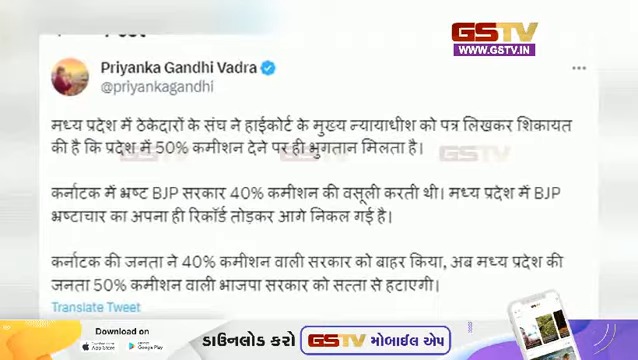 GSTV
WWW.GSTV.IN
Post
Priyanka Gandhi Vadra
@priyankagandhi
मध्य प्रदेश में ठेकेदारों के संघ ने हाईकोर्ट के मुख्य न्यायाधीश को पत्र लिखकर शिकायत
की है कि प्रदेश में 50% कमीशन देने पर ही भुगतान मिलता है।
कर्नाटक में भ्रष्ट BJP सरकार 40% कमीशन की वसूली करती थी। मध्य प्रदेश में BJP
भ्रष्टाचार का अपना ही रिकॉर्ड तोड़कर आगे निकल गई है।
कर्नाटक की जनता ने 40% कमीशन वाली सरकार को बाहर किया, अब मध्य प्रदेश की
जनता 50% कमीशन वाली भाजपा सरकार को सत्ता से हटाएगी।
Translate Tweet
Download on
App Store
Google Play
ડાઉનલોડ કરો GSTV મોબાઈલ એપ